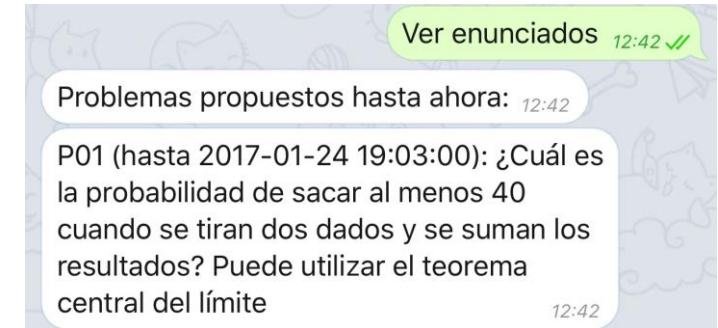 Ver enunciados 12:42
Problemas propuestos hasta ahora: 12:42
P01 (hasta 2017-01-24 19:03:00): ¿Cuál es
la probabilidad de sacar al menos 40
cuando se tiran dos dados y se suman los
resultados? Puede utilizar el teorema
central del límite 12:42